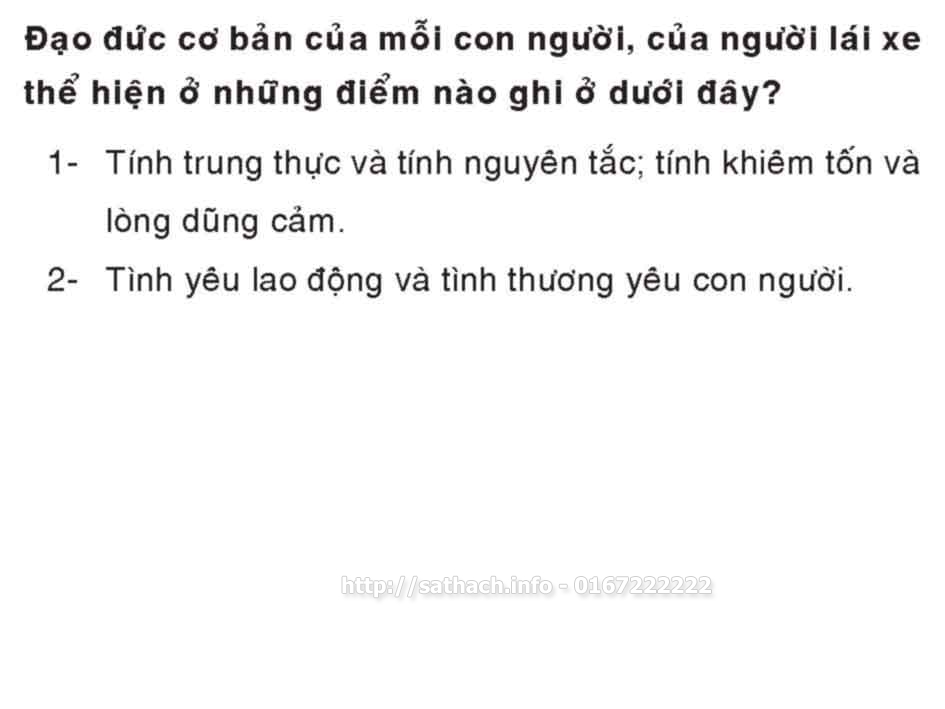 Đạo đức cơ bản của mỗi con người, của người lái xe
thể hiện ở những điểm nào ghi ở dưới đây?
1- Tính trung thực và tính nguyên tắc; tính khiêm tốn và
lòng dũng cảm.
2- Tình yêu lao động và tình thương yêu con người.
http://sathach.info - 0167222222